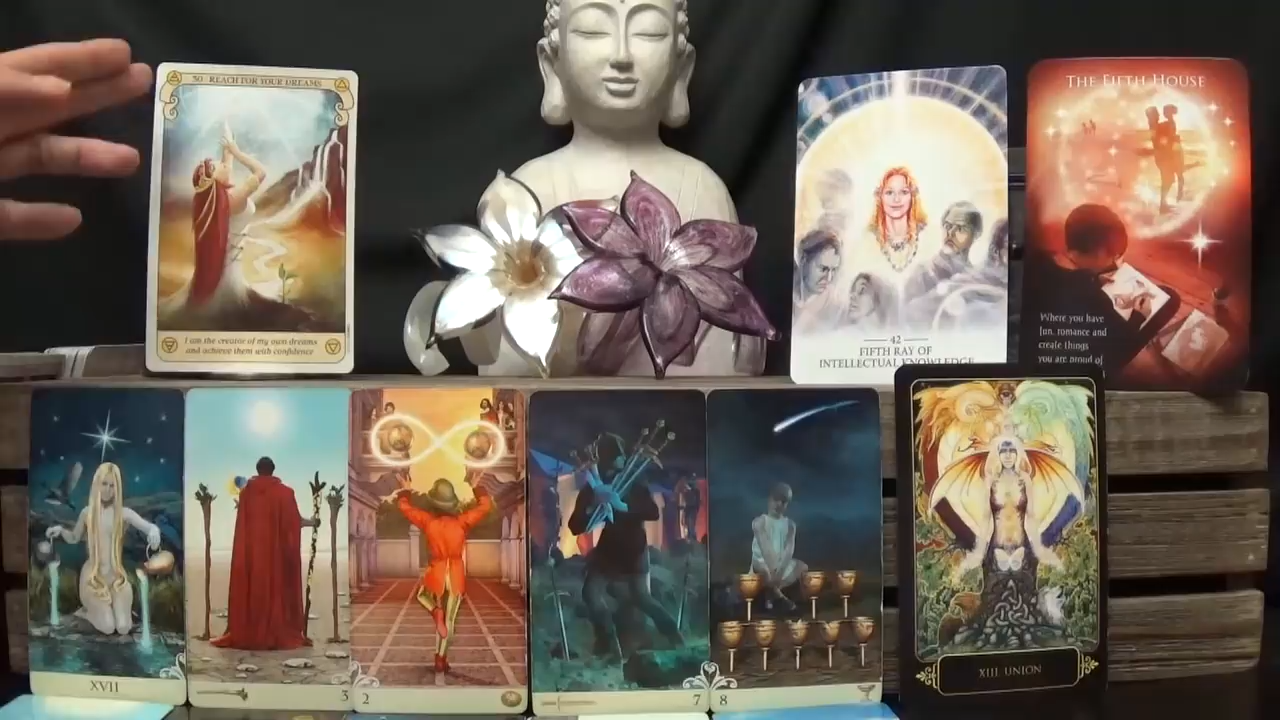 30 REACH FOR YOUR DREAMS
I am the creator of my own dreams
and achieve them with confidence
42
FIFTH RAY OF
INTELLECTUAL KNOWLEDGE
THE FIFTH HOUSE
Where you have
fun, romance and
create things
you are proud of
XVII
3
2
7
8
XIII UNION